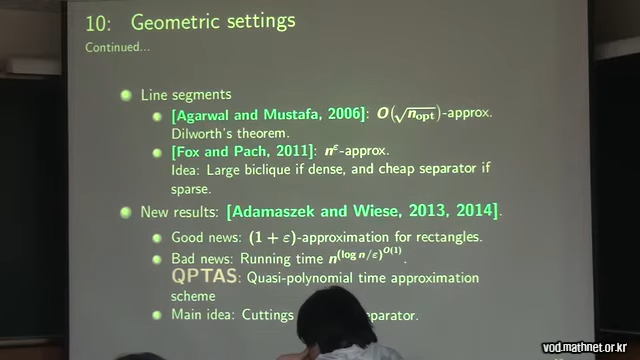 10: Geometric settings
Continued...
Line segments
[Agarwal and Mustafa, 2006]: O(√n_opt)-approx.
Dilworth's theorem.
[Fox and Pach, 2011]: n^ε-approx.
Idea: Large biclique if dense, and cheap separator if
sparse.
New results: [Adamaszek and Wiese, 2013, 2014].
Good news: (1 + ε)-approximation for rectangles.
Bad news: Running time n^(log n/ε)^O(1).
QPTAS: Quasi-polynomial time approximation
scheme
Main idea: Cuttings parator.
vod.mathnet.or.kr